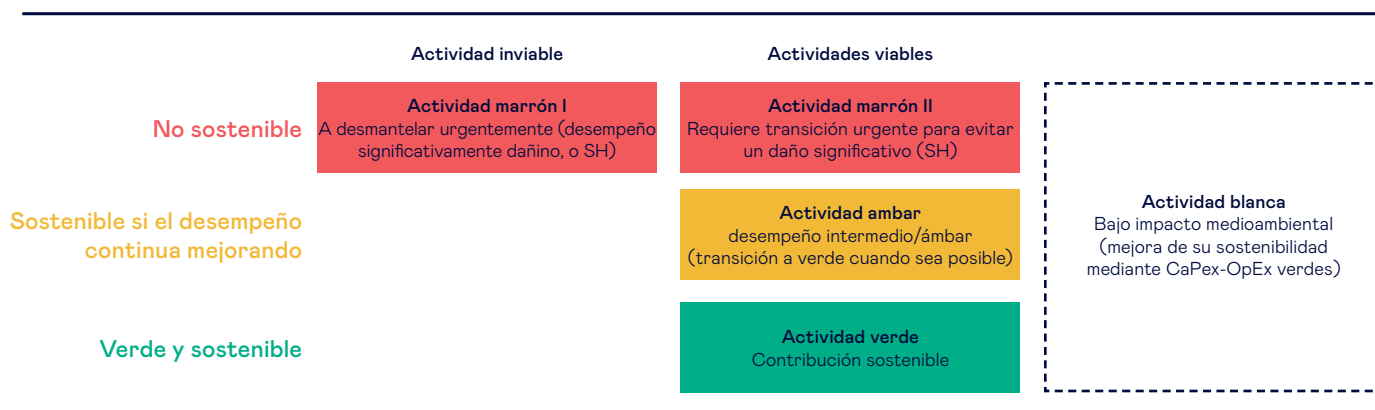 Actividad inviable
Actividades viables
No sostenible
Actividad marrón I
A desmantelar urgentemente (desempeño
significativamente dañino, o SH)
Actividad marrón II
Requiere transición urgente para evitar
un daño significativo (SH)
Sostenible si el desempeño
continua mejorando
Actividad ambar
desempeño intermedio/ámbar
(transición a verde cuando sea posible)
Verde y sostenible
Actividad verde
Contribución sostenible
Actividad blanca
Bajo impacto medioambiental
(mejora de su sostenibilidad
mediante CaPex-OpEx verdes)